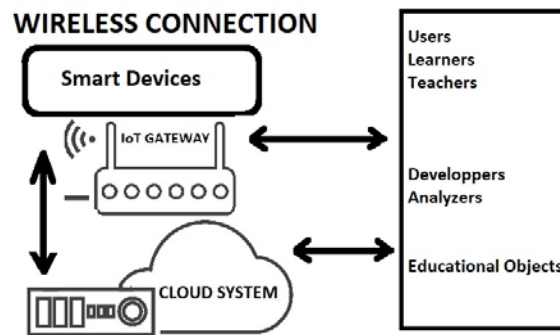 WIRELESS CONNECTION
Smart Devices
IoT GATEWAY
CLOUD SYSTEM
Users
Learners
Teachers
Developpers
Analyzers
Educational Objects